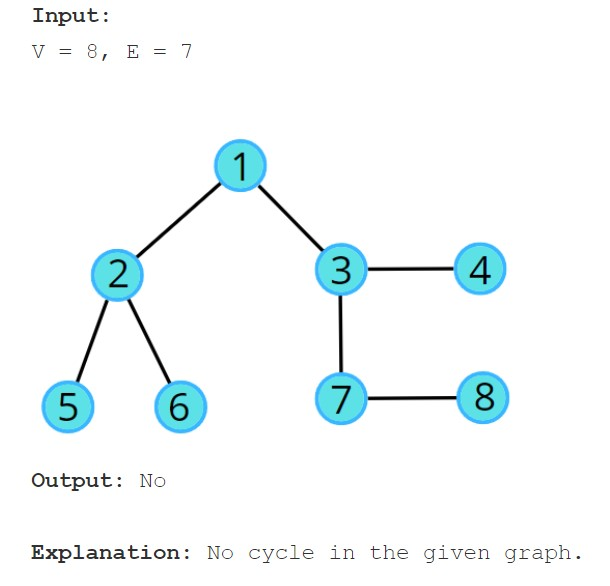 Input:
V = 8, E = 7
1
2
3 4
5 6 7 8
Output: No
Explanation: No cycle in the given graph.